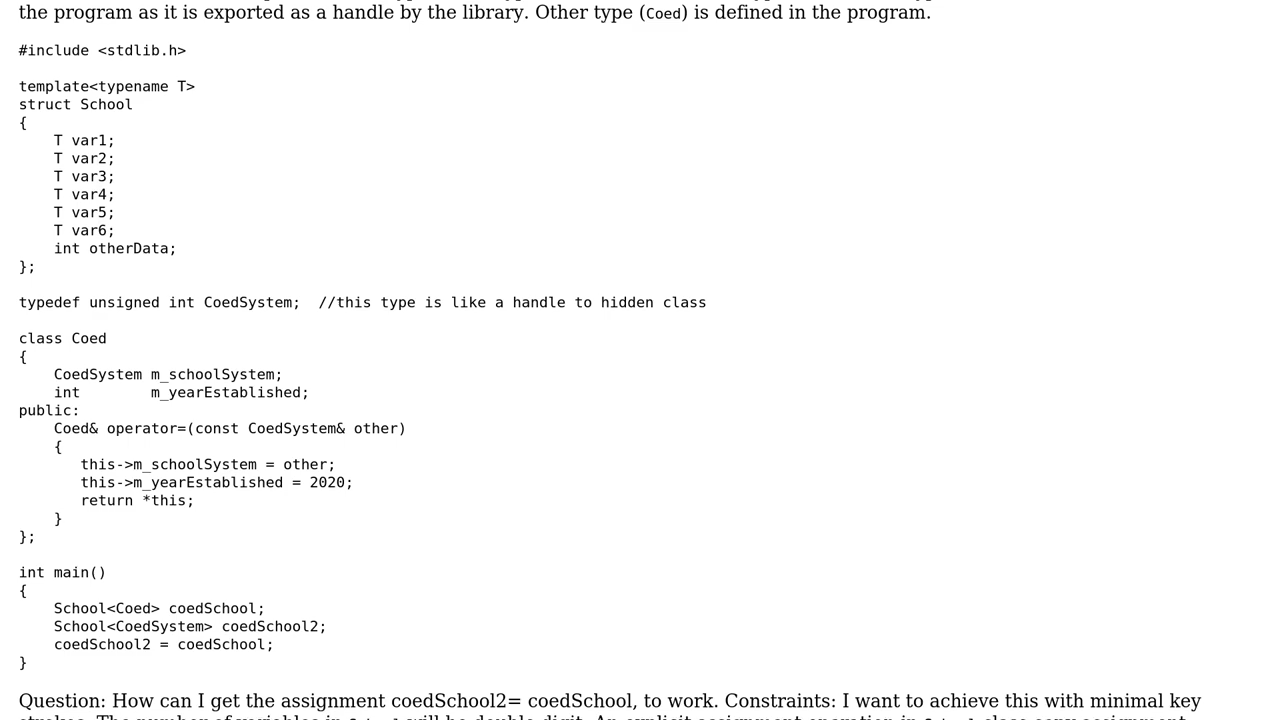 the program as it is exported as a handle by the library. Other type (Coed) is defined in the program.
#include <stdlib.h>
template<typename T>
struct School
{
    T var1;
    T var2;
    T var3;
    T var4;
    T var5;
    T var6;
    int otherData;
};
typedef unsigned int CoedSystem;  //this type is like a handle to hidden class
class Coed
{
    CoedSystem m_schoolSystem;
    int        m_yearEstablished;
public:
    Coed& operator=(const CoedSystem& other)
    {
       this->m_schoolSystem = other;
       this->m_yearEstablished = 2020;
       return *this;
    }
};
int main()
{
    School<Coed> coedSchool;
    School<CoedSystem> coedSchool2;
    coedSchool2 = coedSchool;
}
Question: How can I get the assignment coedSchool2= coedSchool, to work. Constraints: I want to achieve this with minimal key